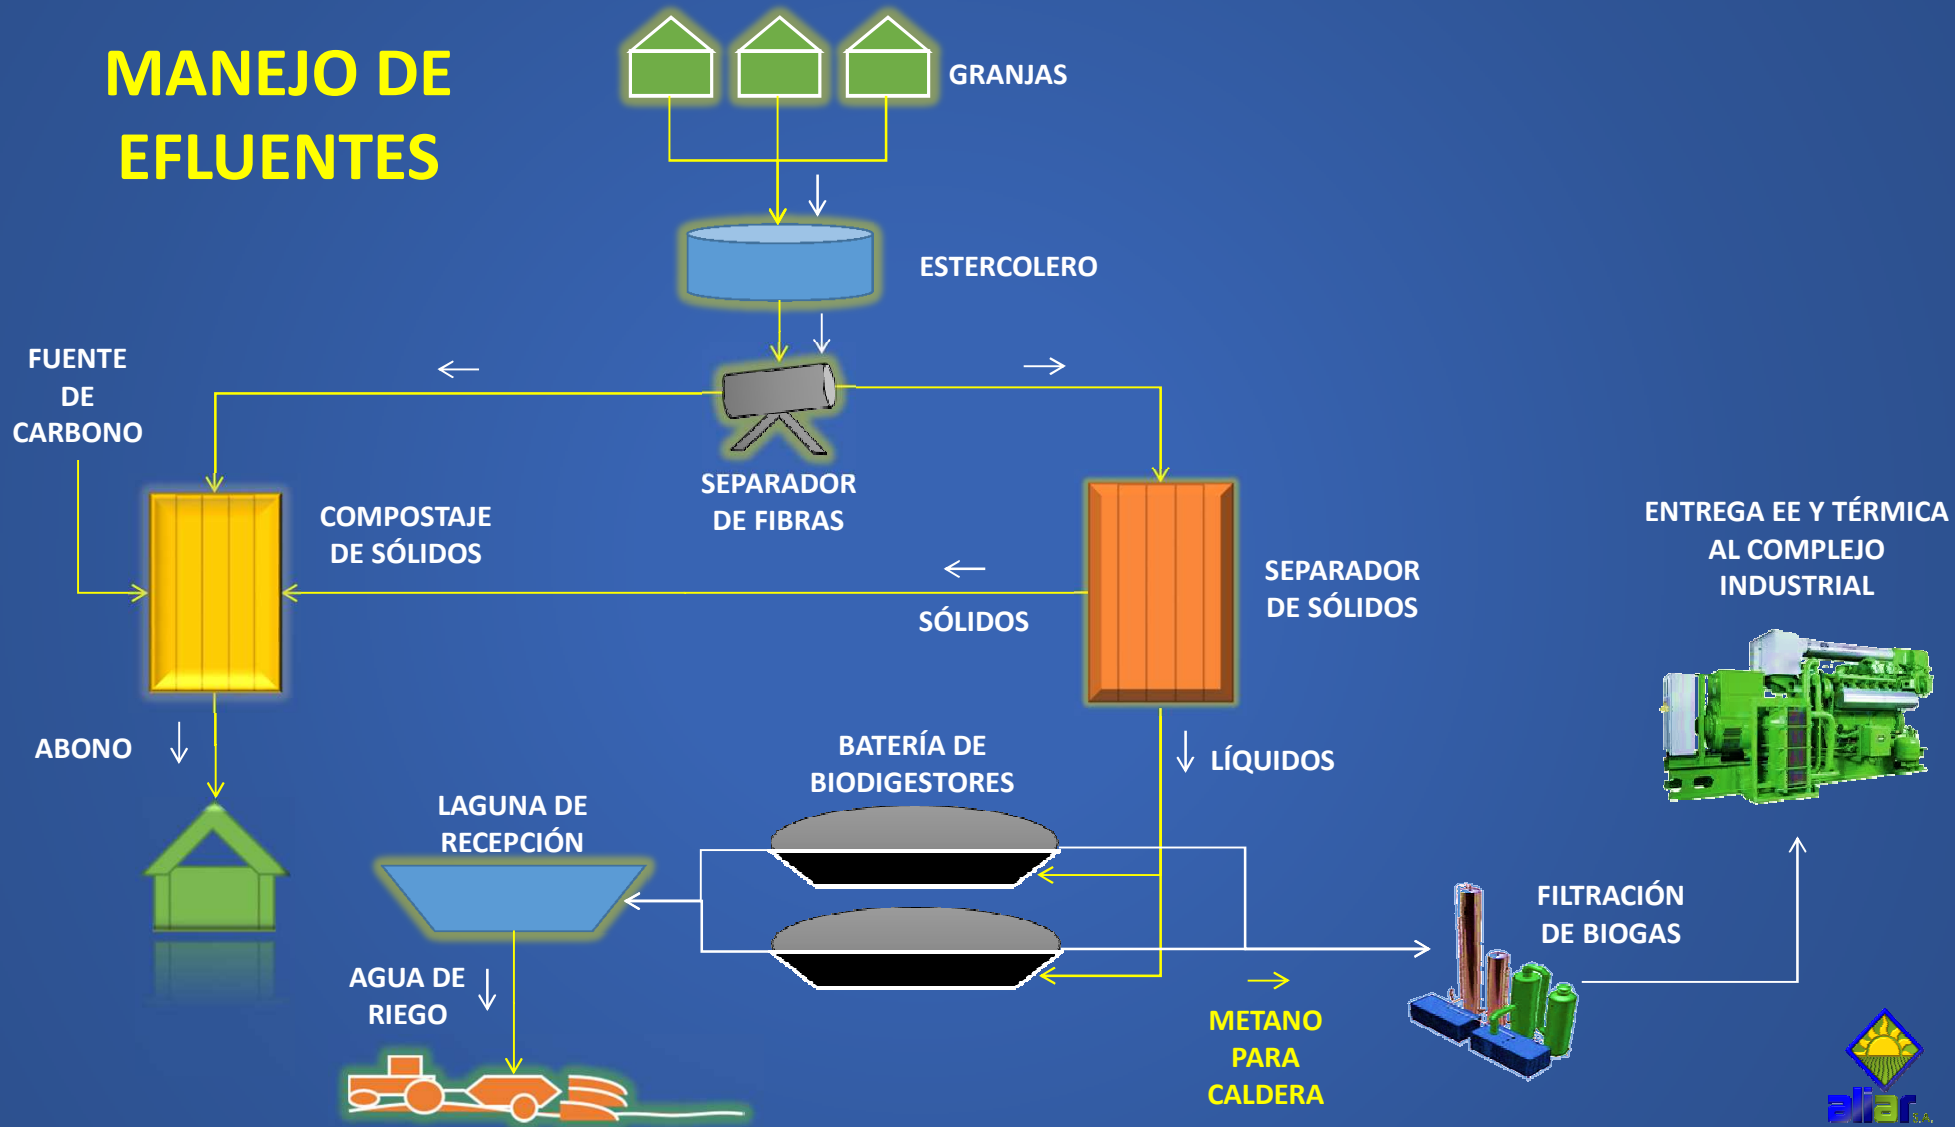 MANEJO DE
EFLUENTES
GRANJAS
ESTERCOLERO
FUENTE
DE
CARBONO
SEPARADOR
DE FIBRAS
COMPOSTAJE
DE SÓLIDOS
SÓLIDOS
SEPARADOR
DE SÓLIDOS
ENTREGA EE Y TÉRMICA
AL COMPLEJO
INDUSTRIAL
ABONO
LÍQUIDOS
BATERÍA DE
BIODIGESTORES
LAGUNA DE
RECEPCIÓN
FILTRACIÓN
DE BIOGAS
AGUA DE
RIEGO
METANO
PARA
CALDERA
aliar S.A.